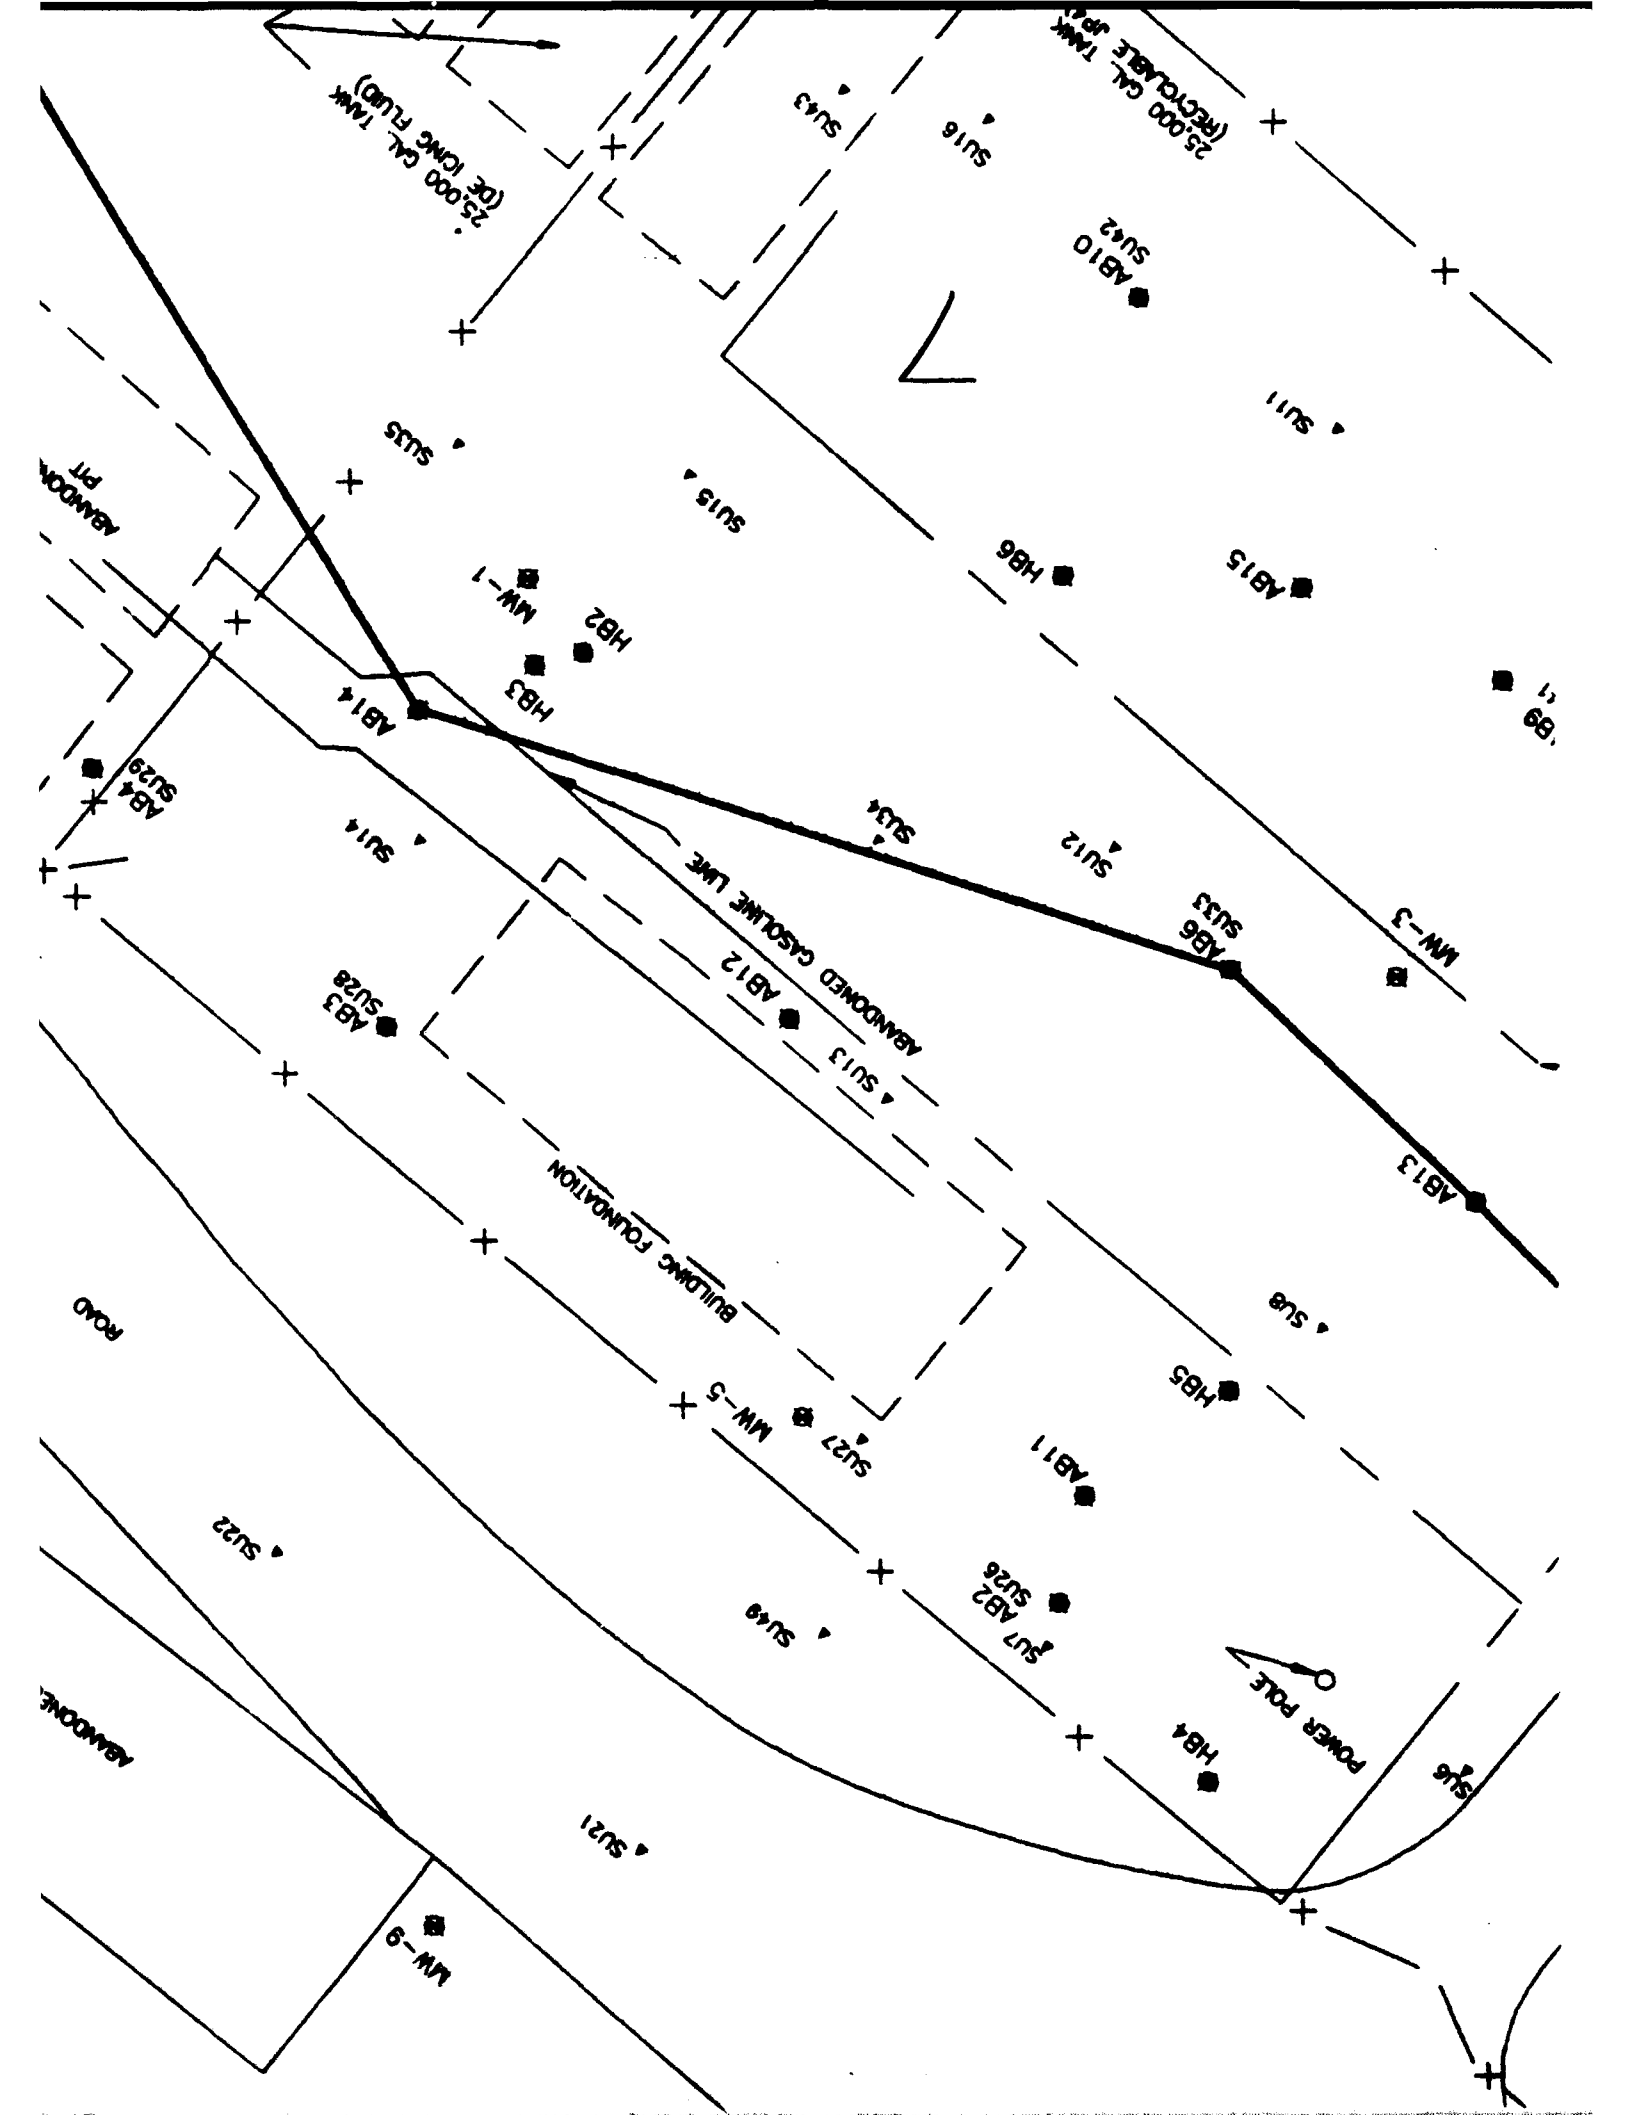 25,000 GAL. TANK
(DE ICING FLUID)
25,000 GAL. TANK
(RECYCLABLE JP4)
SU43
SU16
SU42
AB10
SU11
SU35
SU15
PIT
MW-1
HB2
HB3
HB6
AB15
AB14
SU29
AB4
SU14
SU34
SU12
SU33
AB6
MW-3
ABANDONED GASOLINE LINE
AB12
SU13
SU28
AB3
AB13
BUILDING FOUNDATION
ROAD
SU8
HB5
MW-5
SU27
AB11
SU22
SU26
AB2
SU7
SU49
POWER POLE
HB4
SU6
SU21
MW-9